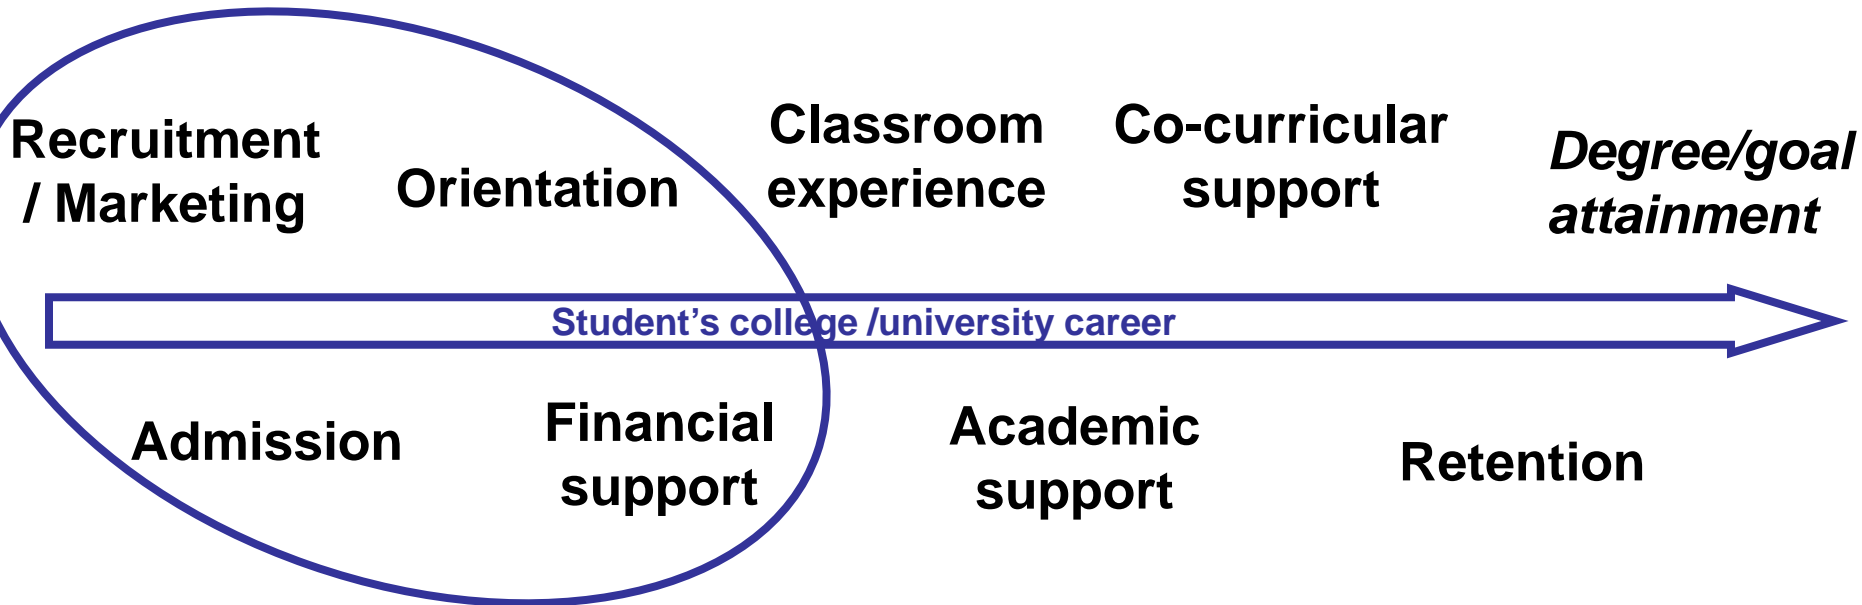 Recruitment
/ Marketing
Orientation
Classroom
experience
Co-curricular
support
Degree/goal
attainment
Student’s college /university career
Admission
Financial
support
Academic
support
Retention